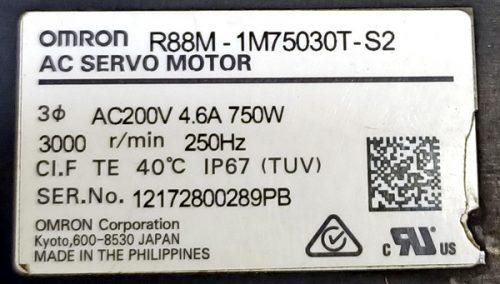 OMRON R88M-1M75030T-S2
AC SERVO MOTOR
3ϕ AC200V 4.6A 750W
3000 r/min 250Hz
CI.F TE 40℃ IP67 (TUV)
SER.No. 12172800289PB
OMRON Corporation
Kyoto,600-8530 JAPAN
MADE IN THE PHILIPPINES
c RU US